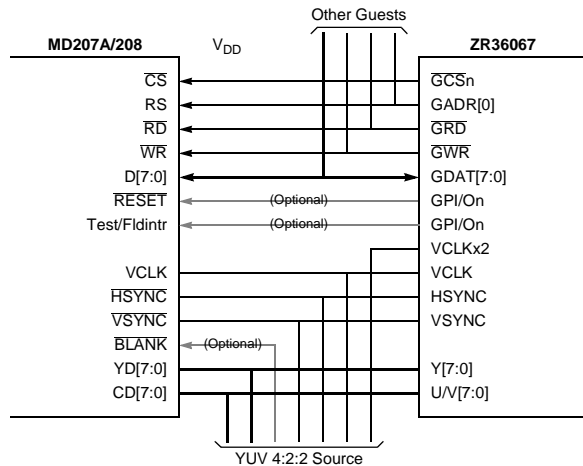 Other Guests
MD207A/208 VDD ZR36067
CS GCSn
RS GADR[0]
RD GRD
WR GWR
D[7:0] GDAT[7:0]
RESET (Optional) GPI/On
Test/Fldintr (Optional) GPI/On
VCLKx2
VCLK VCLK
HSYNC HSYNC
VSYNC VSYNC
BLANK (Optional)
YD[7:0] Y[7:0]
CD[7:0] U/V[7:0]
YUV 4:2:2 Source